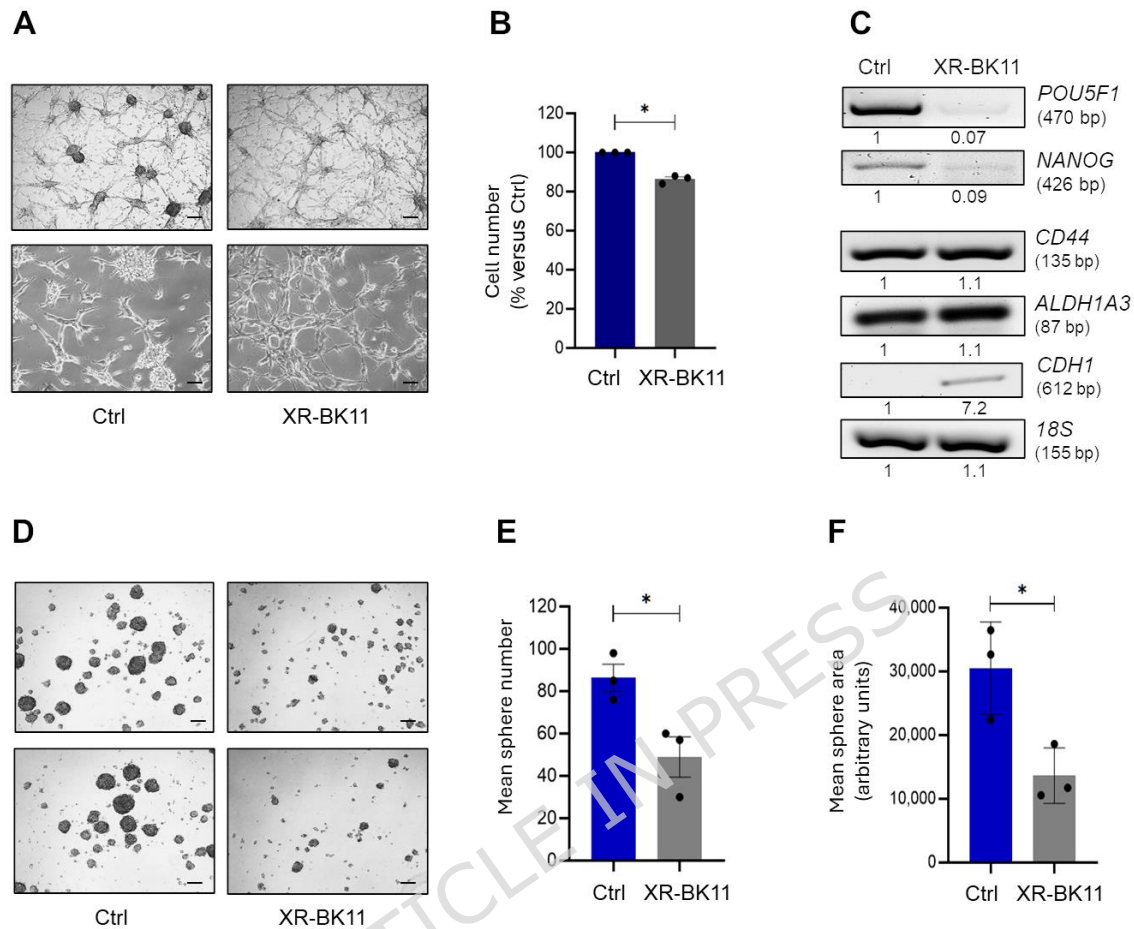 A
Ctrl
XR-BK11
B
*
120
100
80
60
40
20
0
Cell number
(% versus Ctrl)
Ctrl
XR-BK11
C
Ctrl
XR-BK11
POU5F1
(470 bp)
1
0.07
NANOG
(426 bp)
1
0.09
CD44
(135 bp)
1
1.1
ALDH1A3
(87 bp)
1
1.1
CDH1
(612 bp)
1
7.2
18S
(155 bp)
1
1.1
D
Ctrl
XR-BK11
E
*
120
100
80
60
40
20
0
Mean sphere number
Ctrl
XR-BK11
F
*
40,000
30,000
20,000
10,000
0
Mean sphere area
(arbitrary units)
Ctrl
XR-BK11
TICLE IN PRESS